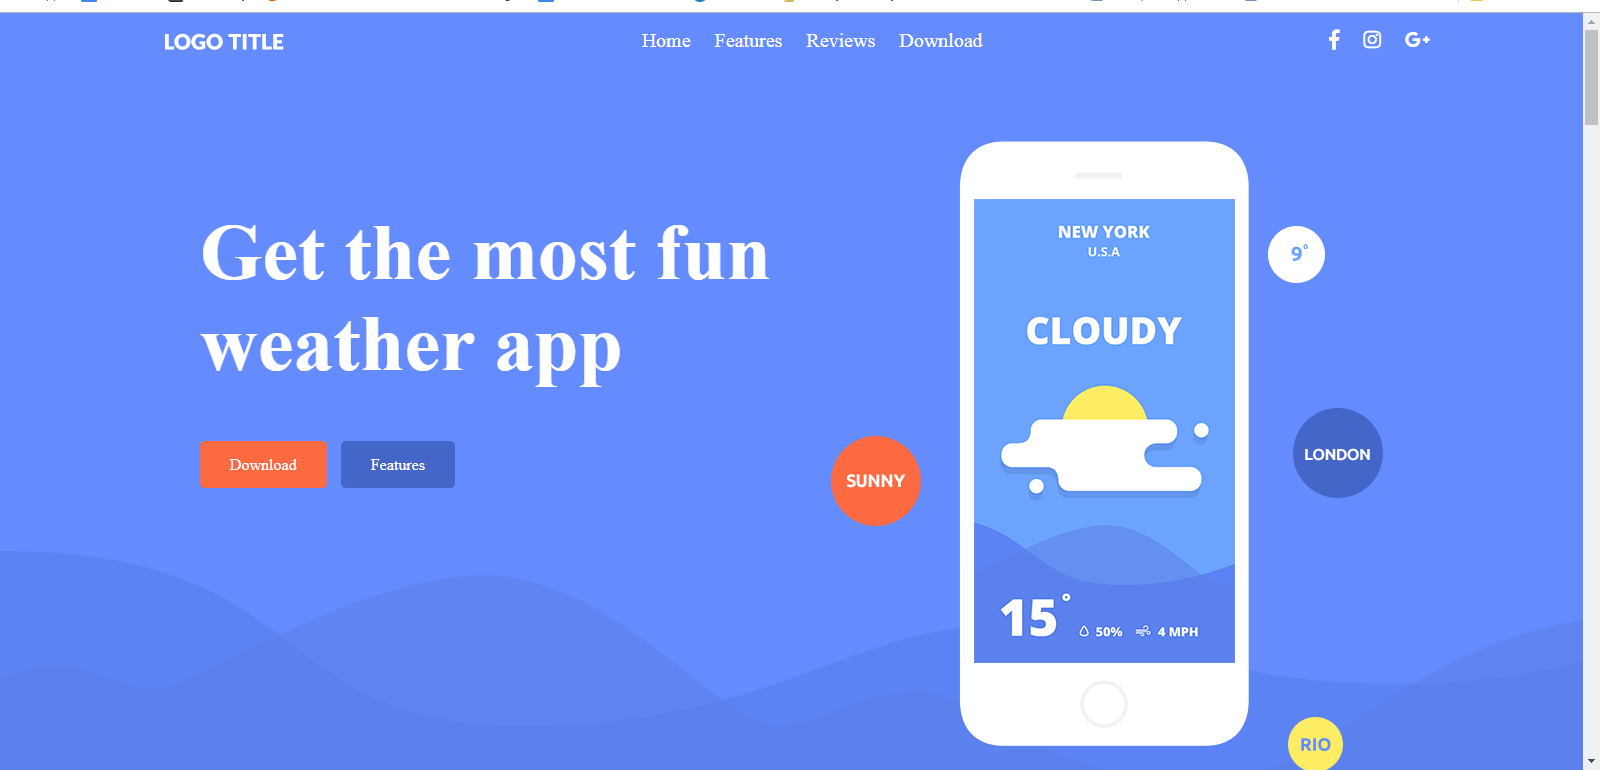 LOGO TITLE
Home Features Reviews Download
G+
Get the most fun
weather app
Download Features
NEW YORK
U.S.A
CLOUDY
15°
50% 4 MPH
9°
SUNNY
LONDON
RIO